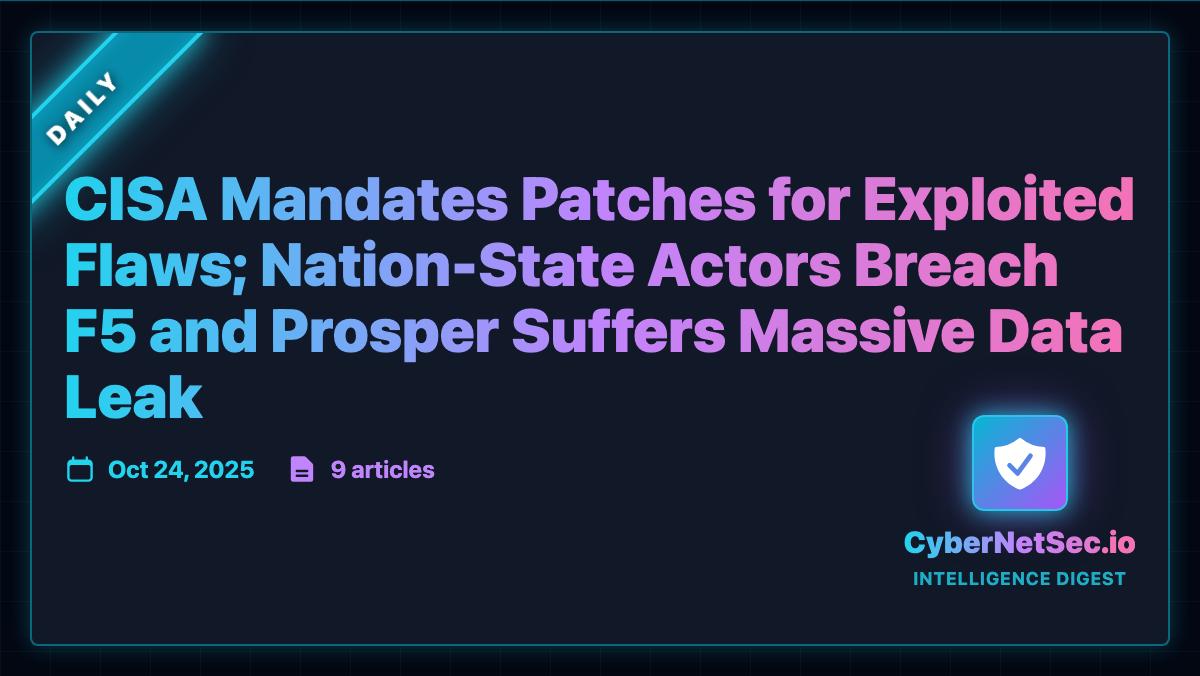 DAILY
CISA Mandates Patches for Exploited
Flaws; Nation-State Actors Breach
F5 and Prosper Suffers Massive Data
Leak
Oct 24, 2025 9 articles
CyberNetSec.io
INTELLIGENCE DIGEST